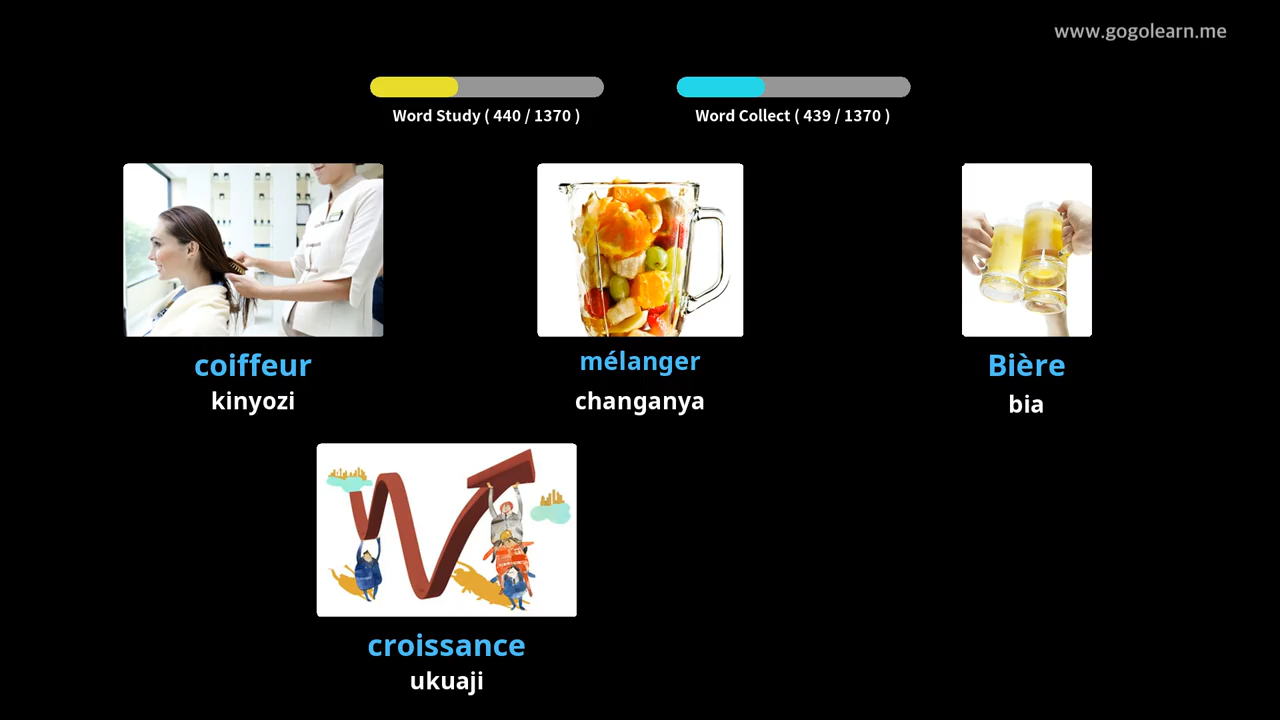 www.gogolearn.me
Word Study ( 440 / 1370 )
Word Collect ( 439 / 1370 )
coiffeur
kinyozi
mélanger
changanya
Bière
bia
croissance
ukuaji